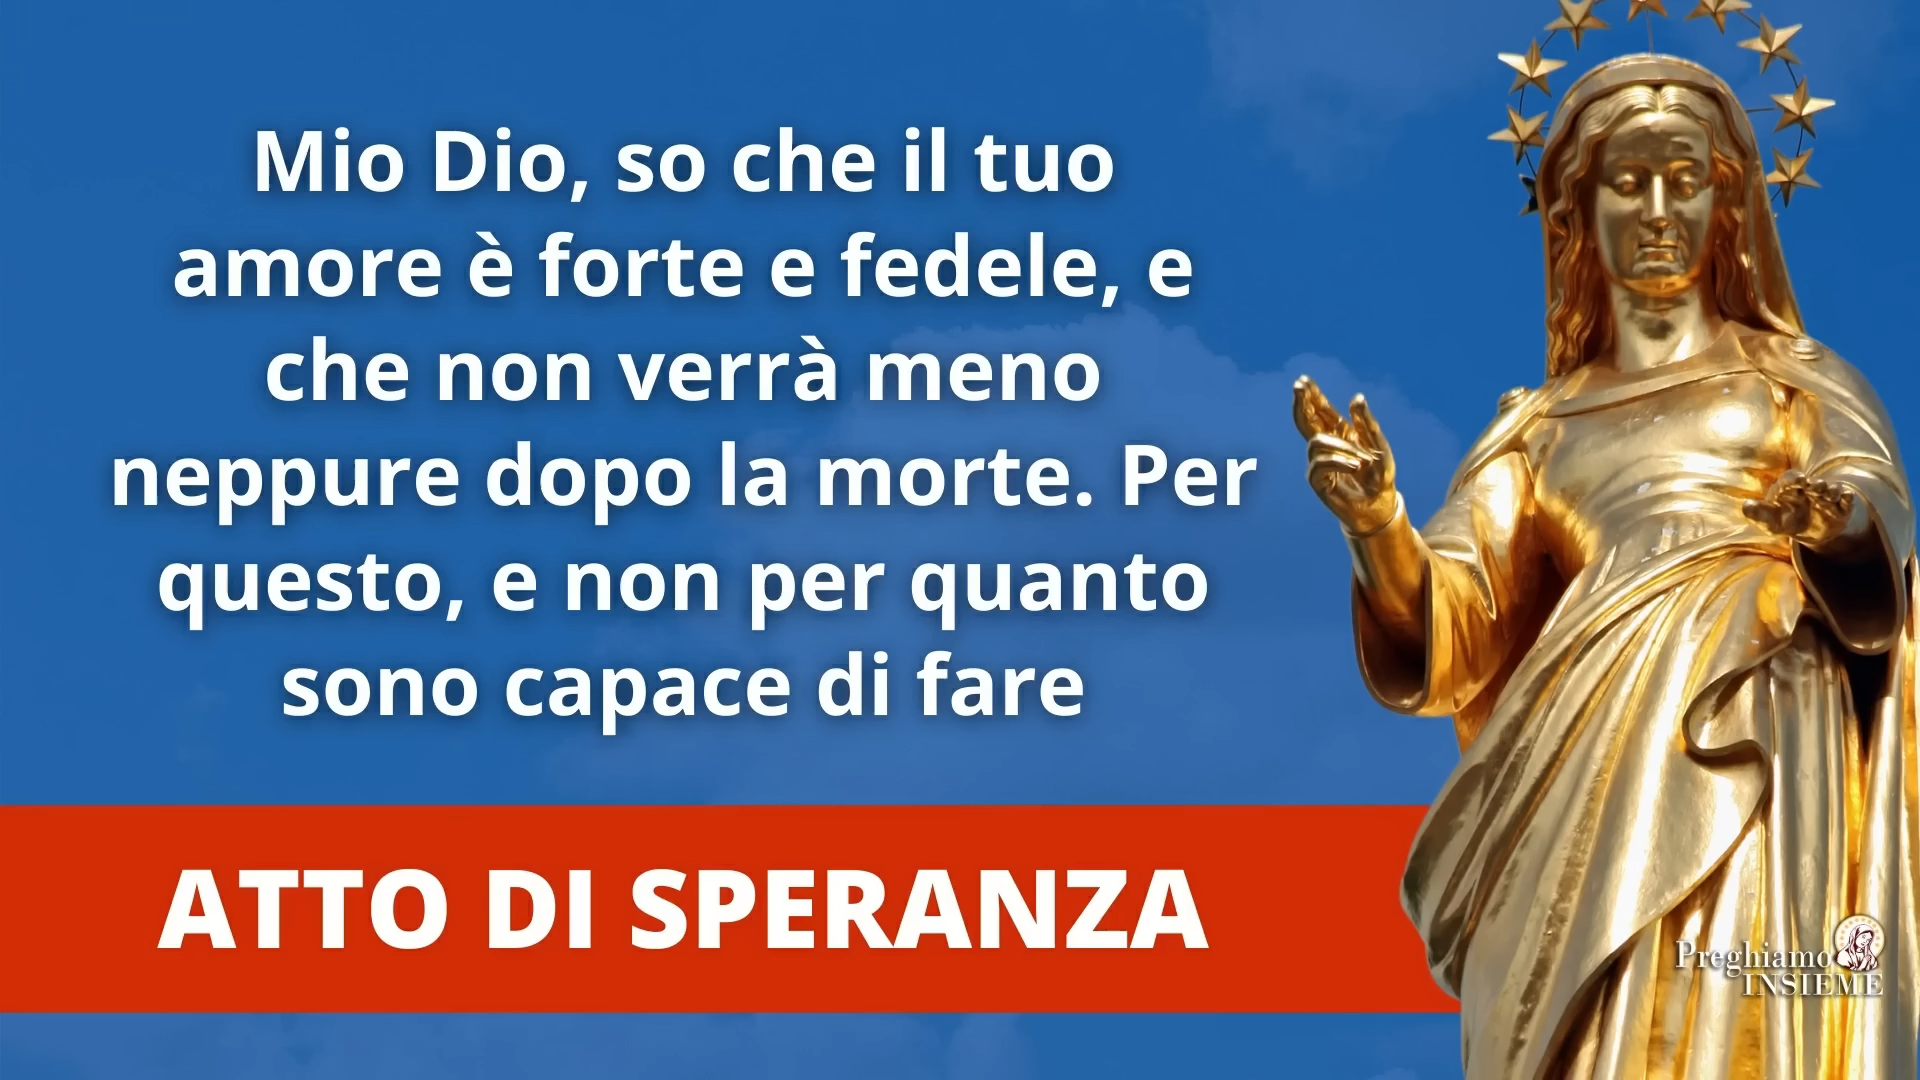 Mio Dio, so che il tuo
amore è forte e fedele, e
che non verrà meno
neppure dopo la morte. Per
questo, e non per quanto
sono capace di fare
ATTO DI SPERANZA
Preghiamo
INSIEME